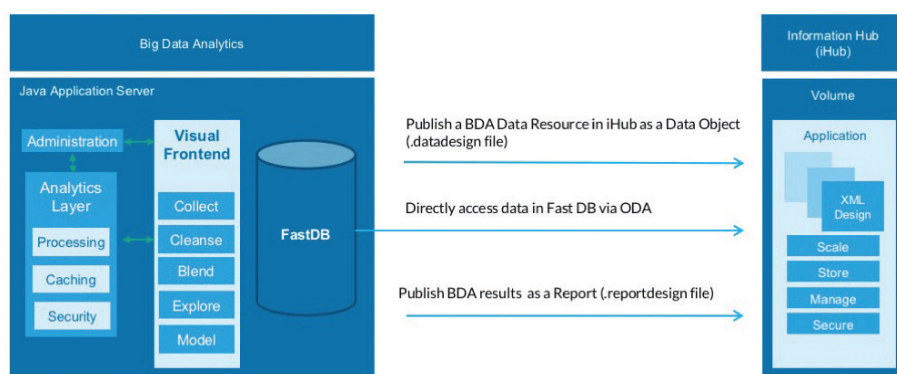 Big Data Analytics
Java Application Server
Administration
Analytics
Layer
Processing
Caching
Security
Visual
Frontend
Collect
Cleanse
Blend
Explore
Model
FastDB
Publish a BDA Data Resource in iHub as a Data Object
(.datadesign file)
Directly access data in Fast DB via ODA
Publish BDA results as a Report (.reportdesign file)
Information Hub
(iHub)
Volume
Application
XML
Design
Scale
Store
Manage
Secure